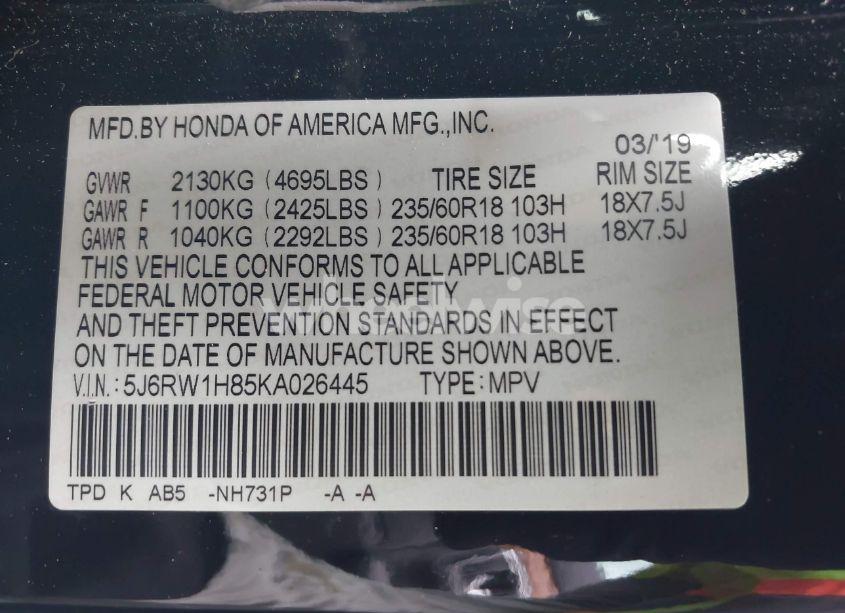 MFD.BY HONDA OF AMERICA MFG.,INC.
03/'19
GVWR 2130KG (4695LBS) TIRE SIZE RIM SIZE
GAWR F 1100KG (2425LBS) 235/60R18 103H 18X7.5J
GAWR R 1040KG (2292LBS) 235/60R18 103H 18X7.5J
THIS VEHICLE CONFORMS TO ALL APPLICABLE
FEDERAL MOTOR VEHICLE SAFETY
AND THEFT PREVENTION STANDARDS IN EFFECT
ON THE DATE OF MANUFACTURE SHOWN ABOVE.
V.I.N.: 5J6RW1H85KA026445 TYPE: MPV
TPD K AB5 -NH731P -A -A